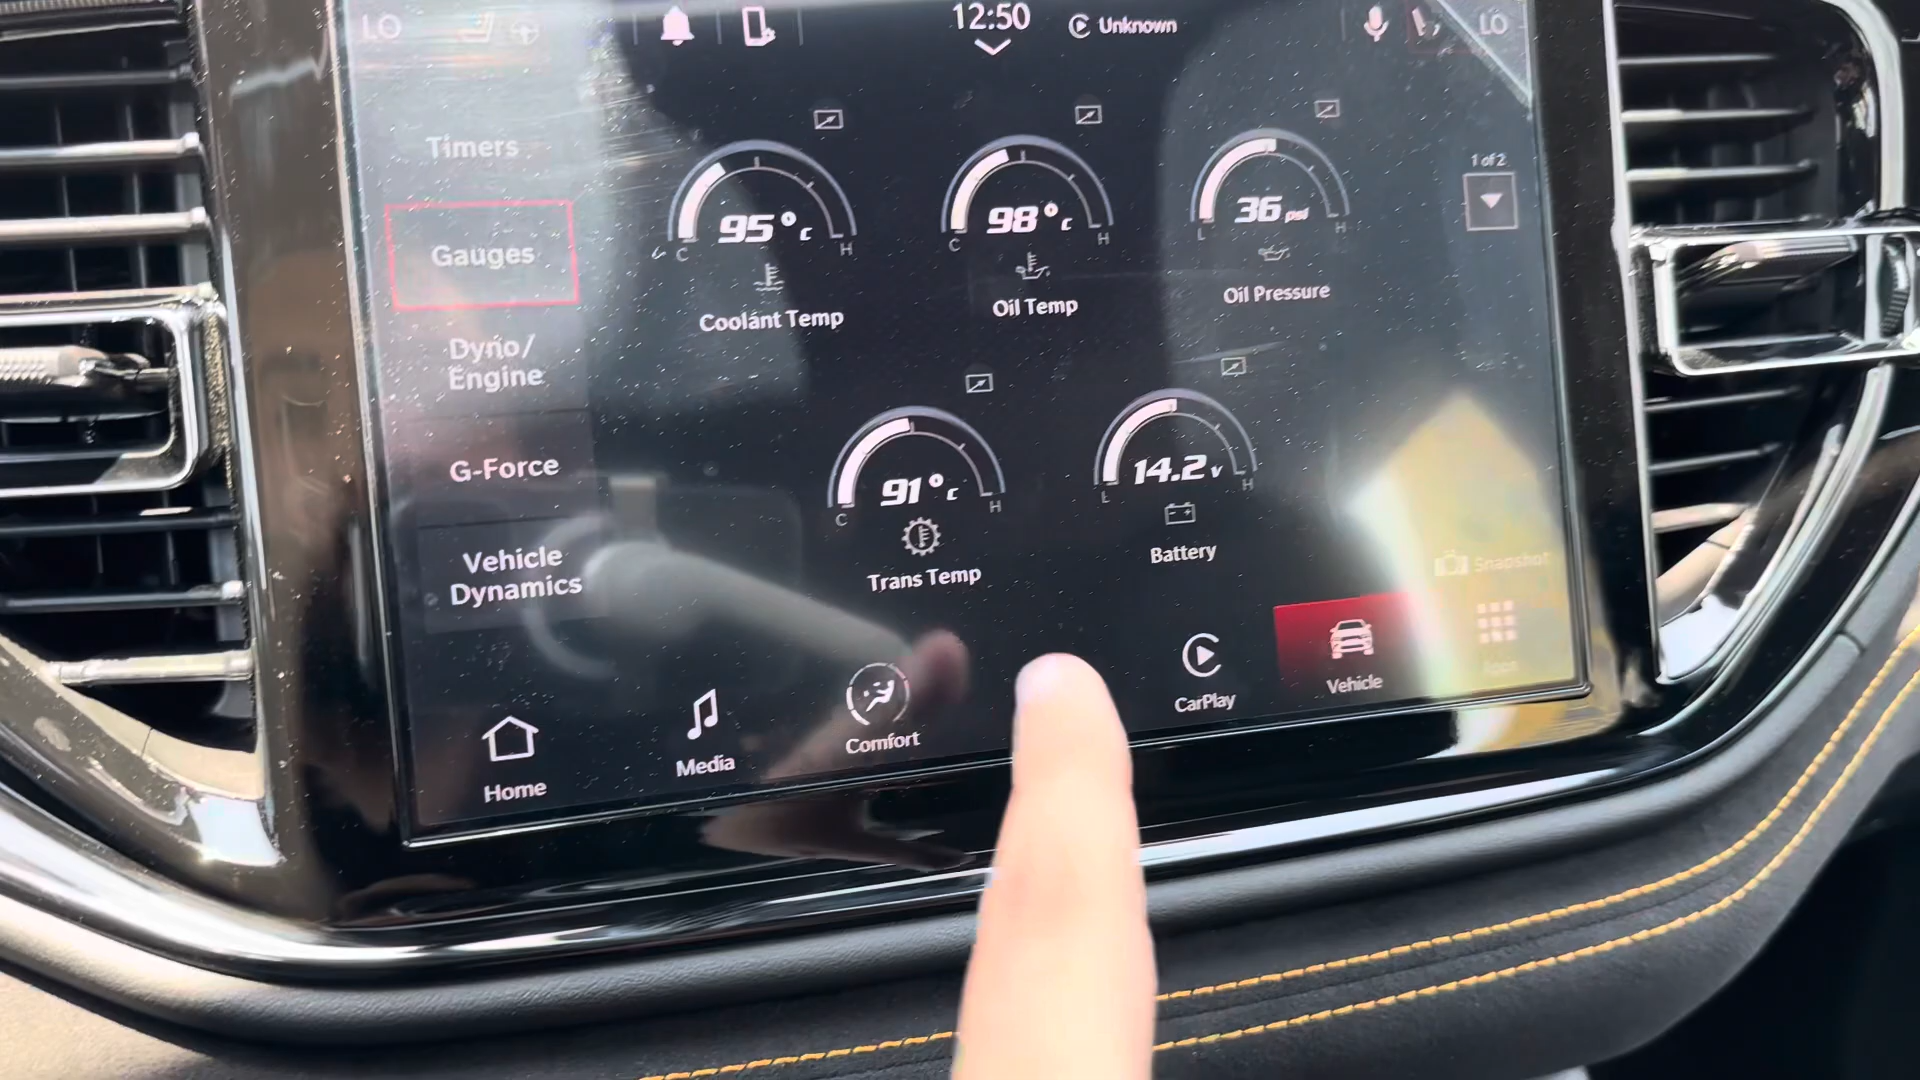 LO
12:50
Unknown
LO
Timers
Gauges
Dyno/
Engine
G-Force
Vehicle
Dynamics
95°C
C H
Coolant Temp
98°C
C H
Oil Temp
36 psi
L H
Oil Pressure
1 of 2
91°C
C H
Trans Temp
14.2 v
L H
Battery
Snapshot
Home
Media
Comfort
CarPlay
Vehicle
Apps